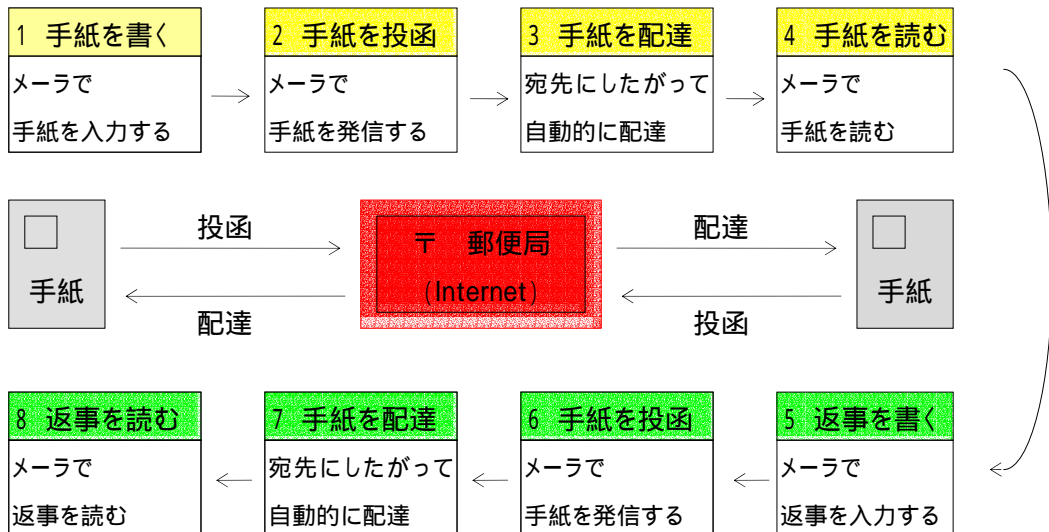 1 手紙を書く
メーラで
手紙を入力する
2 手紙を投函
メーラで
手紙を発信する
3 手紙を配達
宛先にしたがって
自動的に配達
4 手紙を読む
メーラで
手紙を読む
手紙
投函
配達
〒 郵便局
(Internet)
配達
投函
手紙
8 返事を読む
メーラで
返事を読む
7 手紙を配達
宛先にしたがって
自動的に配達
6 手紙を投函
メーラで
手紙を発信する
5 返事を書く
メーラで
返事を入力する